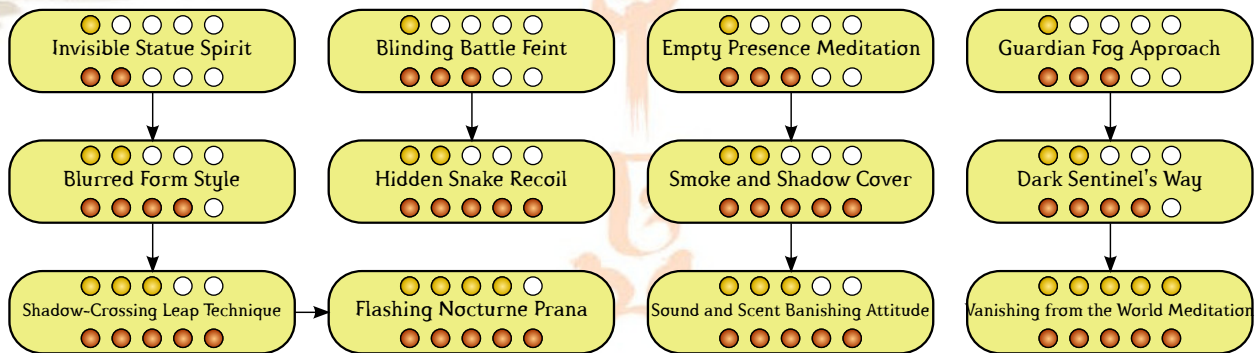 Invisible Statue Spirit
Blinding Battle Feint
Empty Presence Meditation
Guardian Fog Approach
Blurred Form Style
Hidden Snake Recoil
Smoke and Shadow Cover
Dark Sentinel's Way
Shadow-Crossing Leap Technique
Flashing Nocturne Prana
Sound and Scent Banishing Attitude
Vanishing from the World Meditation